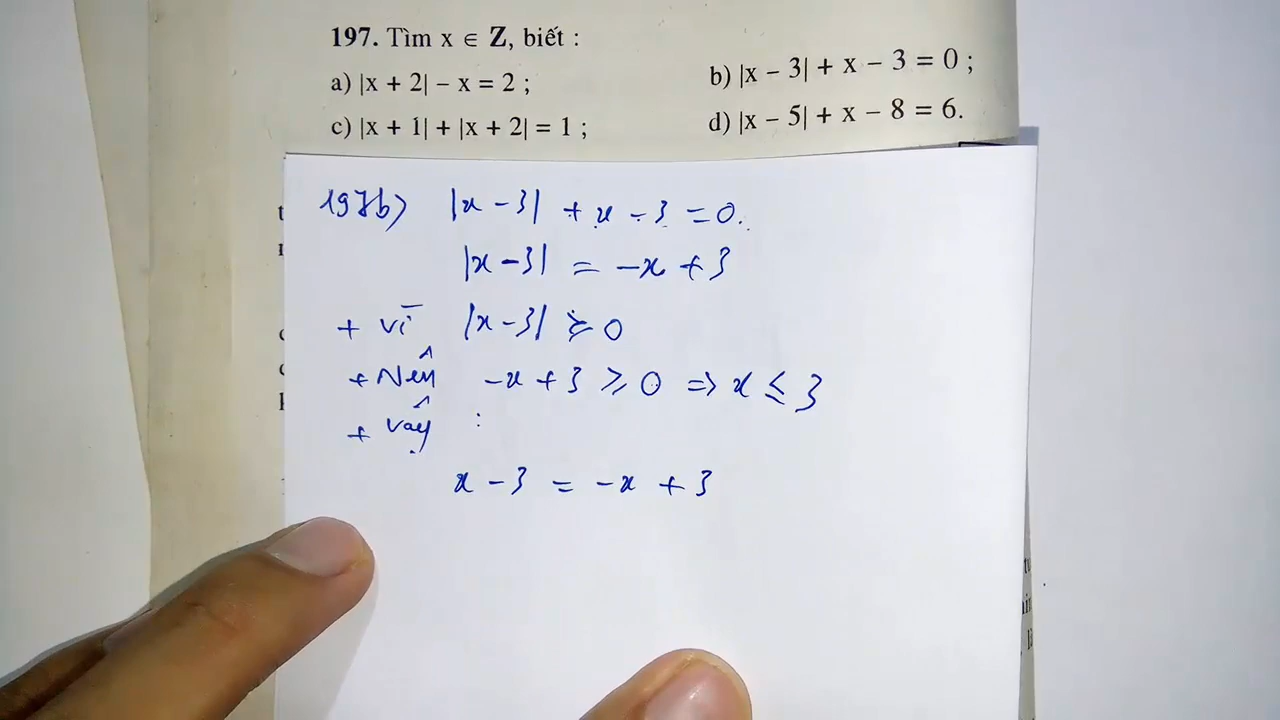 197. Tìm x ∈ Z, biết :
a) |x + 2| – x = 2 ;
b) |x – 3| + x – 3 = 0 ;
c) |x + 1| + |x + 2| = 1 ;
d) |x – 5| + x – 8 = 6.
197b) |x - 3| + x - 3 = 0.
|x - 3| = -x + 3
+ vì |x - 3| ≥ 0
+ Nên -x + 3 ≥ 0 => x ≤ 3
+ vậy :
x - 3 = -x + 3